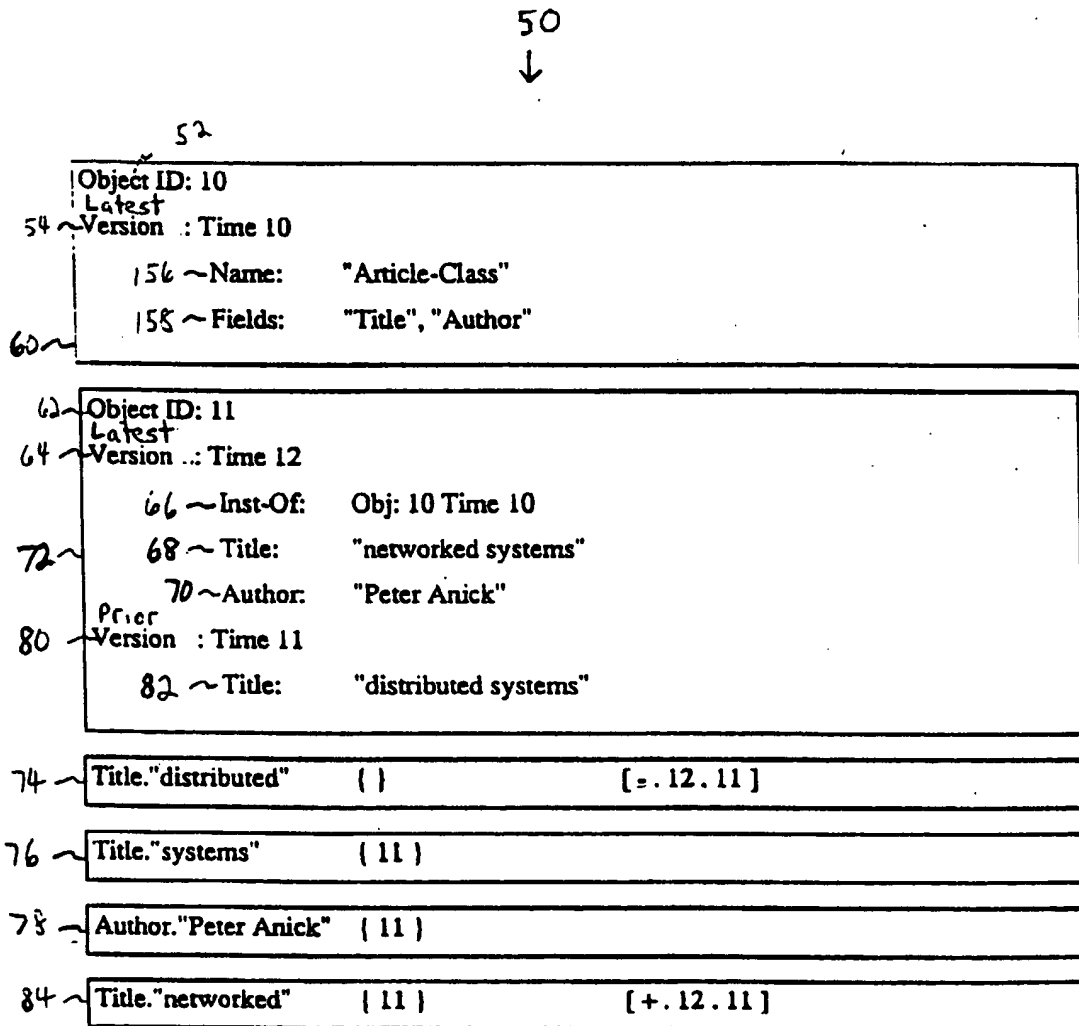 50
52
Object ID: 10
Latest
54 Version : Time 10
156 Name: "Article-Class"
158 Fields: "Title", "Author"
60
62 Object ID: 11
Latest
64 Version : Time 12
66 Inst-Of: Obj: 10 Time 10
68 Title: "networked systems"
72
70 Author: "Peter Anick"
Prior
80 Version : Time 11
82 Title: "distributed systems"
74 Title."distributed" { } [=.12.11]
76 Title."systems" { 11 }
78 Author."Peter Anick" { 11 }
84 Title."networked" { 11 } [+.12.11]